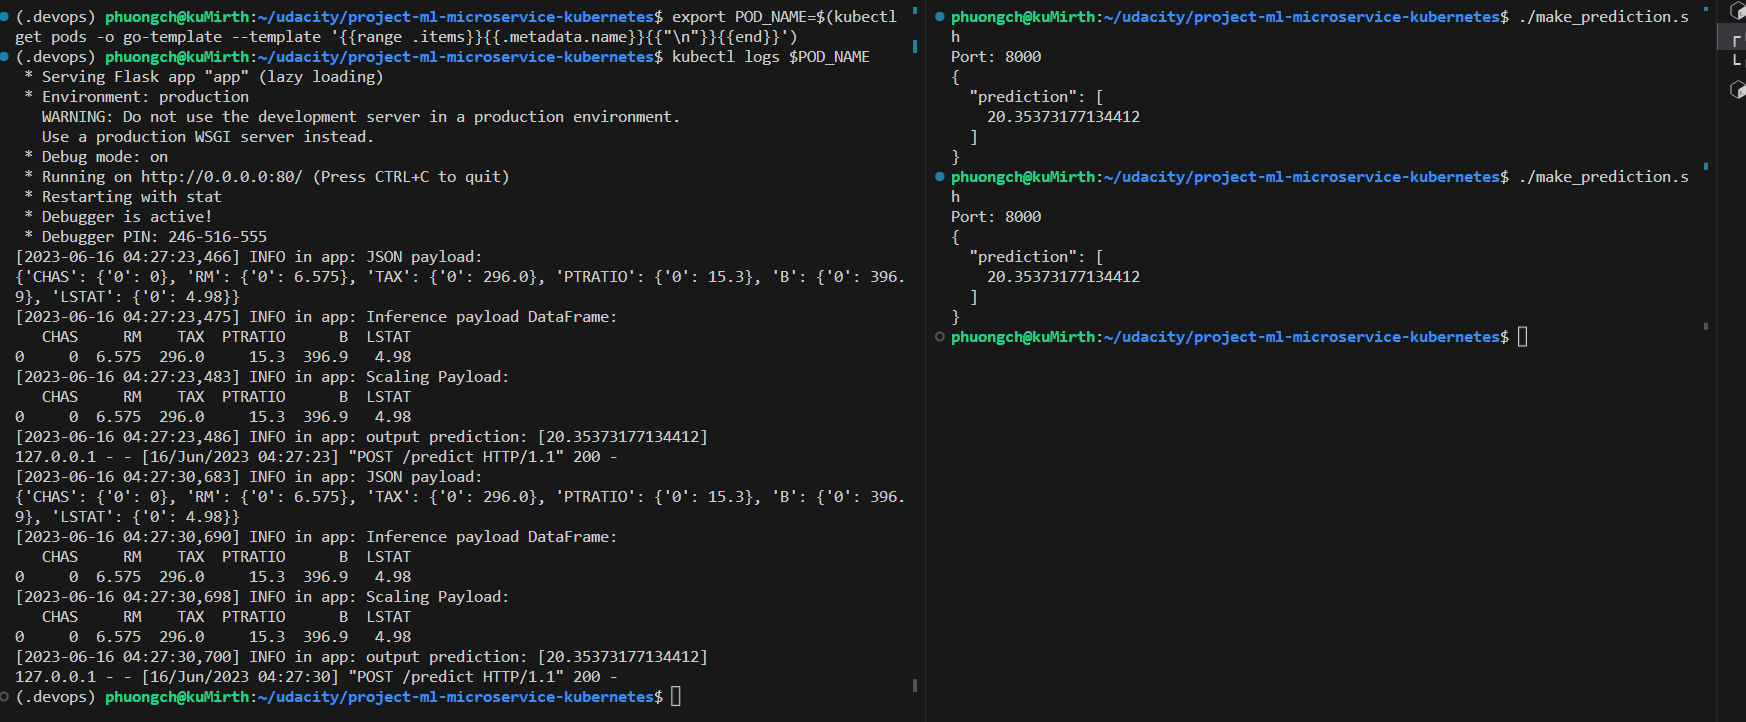 (.devops) phuongch@kuMirth:~/udacity/project-ml-microservice-kubernetes$ export POD_NAME=$(kubectl
get pods -o go-template --template '{{range .items}}{{.metadata.name}}{{"\n"}}{{end}}')
(.devops) phuongch@kuMirth:~/udacity/project-ml-microservice-kubernetes$ kubectl logs $POD_NAME
 * Serving Flask app "app" (lazy loading)
 * Environment: production
   WARNING: Do not use the development server in a production environment.
   Use a production WSGI server instead.
 * Debug mode: on
 * Running on http://0.0.0.0:80/ (Press CTRL+C to quit)
 * Restarting with stat
 * Debugger is active!
 * Debugger PIN: 246-516-555
[2023-06-16 04:27:23,466] INFO in app: JSON payload:
{'CHAS': {'0': 0}, 'RM': {'0': 6.575}, 'TAX': {'0': 296.0}, 'PTRATIO': {'0': 15.3}, 'B': {'0': 396.
9}, 'LSTAT': {'0': 4.98}}
[2023-06-16 04:27:23,475] INFO in app: Inference payload DataFrame:
   CHAS     RM    TAX  PTRATIO      B  LSTAT
0     0  6.575  296.0     15.3  396.9   4.98
[2023-06-16 04:27:23,483] INFO in app: Scaling Payload:
   CHAS     RM    TAX  PTRATIO      B  LSTAT
0     0  6.575  296.0     15.3  396.9   4.98
[2023-06-16 04:27:23,486] INFO in app: output prediction: [20.35373177134412]
127.0.0.1 - - [16/Jun/2023 04:27:23] "POST /predict HTTP/1.1" 200 -
[2023-06-16 04:27:30,683] INFO in app: JSON payload:
{'CHAS': {'0': 0}, 'RM': {'0': 6.575}, 'TAX': {'0': 296.0}, 'PTRATIO': {'0': 15.3}, 'B': {'0': 396.
9}, 'LSTAT': {'0': 4.98}}
[2023-06-16 04:27:30,690] INFO in app: Inference payload DataFrame:
   CHAS     RM    TAX  PTRATIO      B  LSTAT
0     0  6.575  296.0     15.3  396.9   4.98
[2023-06-16 04:27:30,698] INFO in app: Scaling Payload:
   CHAS     RM    TAX  PTRATIO      B  LSTAT
0     0  6.575  296.0     15.3  396.9   4.98
[2023-06-16 04:27:30,700] INFO in app: output prediction: [20.35373177134412]
127.0.0.1 - - [16/Jun/2023 04:27:30] "POST /predict HTTP/1.1" 200 -
(.devops) phuongch@kuMirth:~/udacity/project-ml-microservice-kubernetes$
phuongch@kuMirth:~/udacity/project-ml-microservice-kubernetes$ ./make_prediction.s
h
Port: 8000
{
  "prediction": [
    20.35373177134412
  ]
}
phuongch@kuMirth:~/udacity/project-ml-microservice-kubernetes$ ./make_prediction.s
h
Port: 8000
{
  "prediction": [
    20.35373177134412
  ]
}
phuongch@kuMirth:~/udacity/project-ml-microservice-kubernetes$